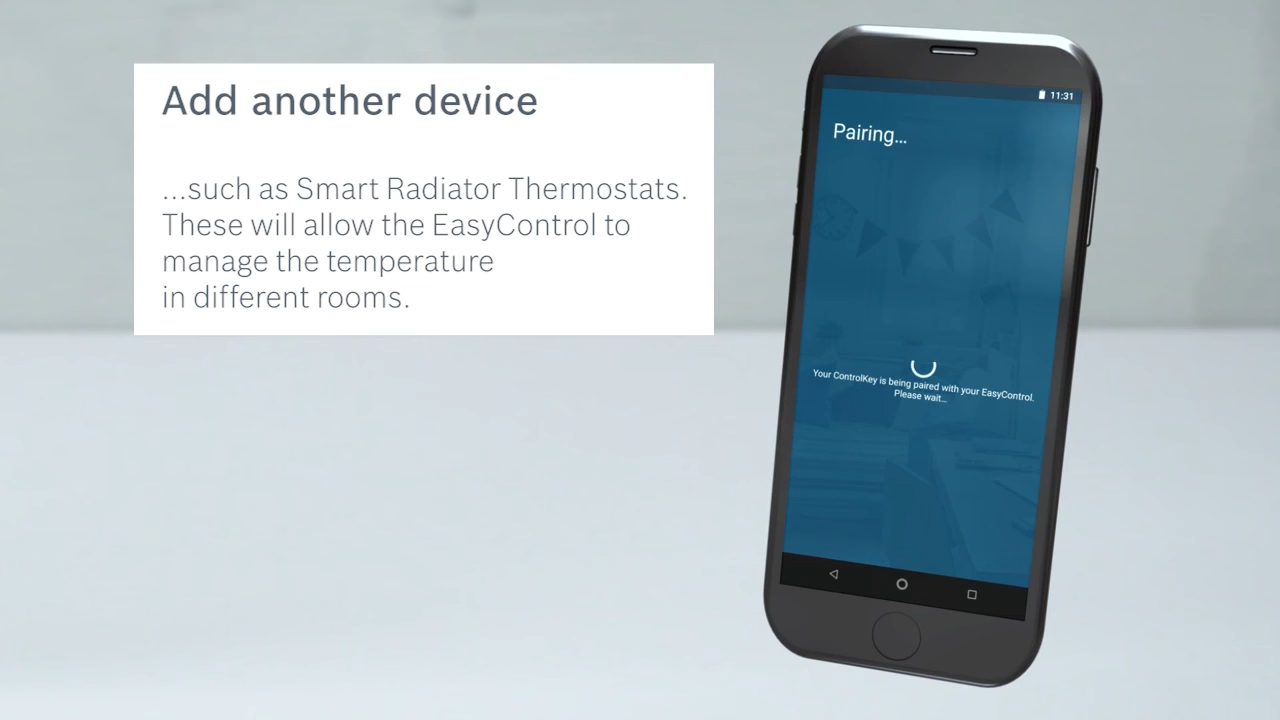 Add another device
...such as Smart Radiator Thermostats.
These will allow the EasyControl to
manage the temperature
in different rooms.
11:31
Pairing...
Your ControlKey is being paired with your EasyControl.
Please wait...